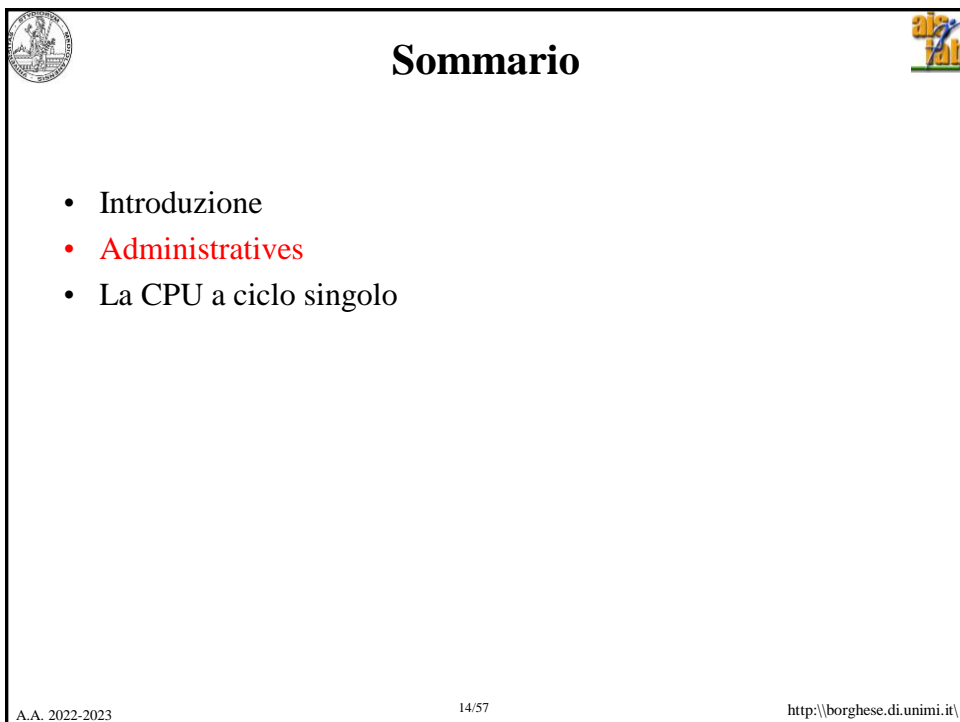 Sommario
• Introduzione
• Administratives
• La CPU a ciclo singolo
A.A. 2022-2023
14/57
http:\\borghese.di.unimi.it\